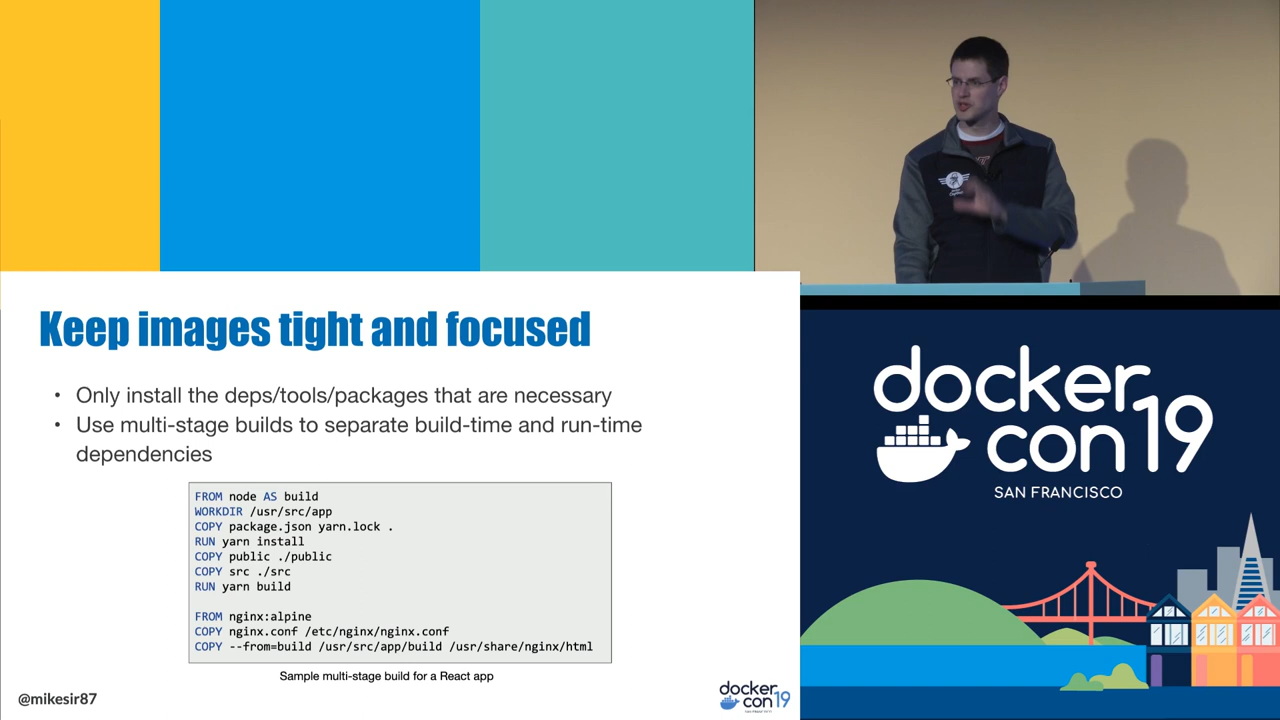 Keep images tight and focused
• Only install the deps/tools/packages that are necessary
• Use multi-stage builds to separate build-time and run-time
dependencies
FROM node AS build
WORKDIR /usr/src/app
COPY package.json yarn.lock .
RUN yarn install
COPY public ./public
COPY src ./src
RUN yarn build

FROM nginx:alpine
COPY nginx.conf /etc/nginx/nginx.conf
COPY --from=build /usr/src/app/build /usr/share/nginx/html
Sample multi-stage build for a React app
@mikesir87
docker
con 19
docker
con 19
SAN FRANCISCO